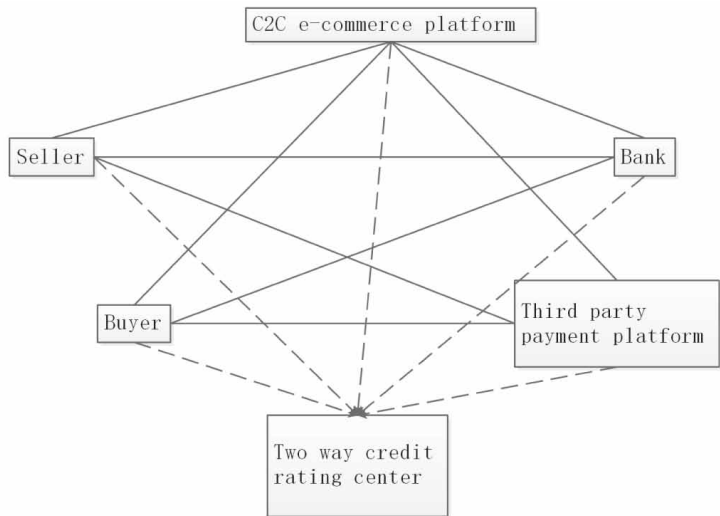 C2C e-commerce platform
Seller
Bank
Buyer
Third party
payment platform
Two way credit
rating center